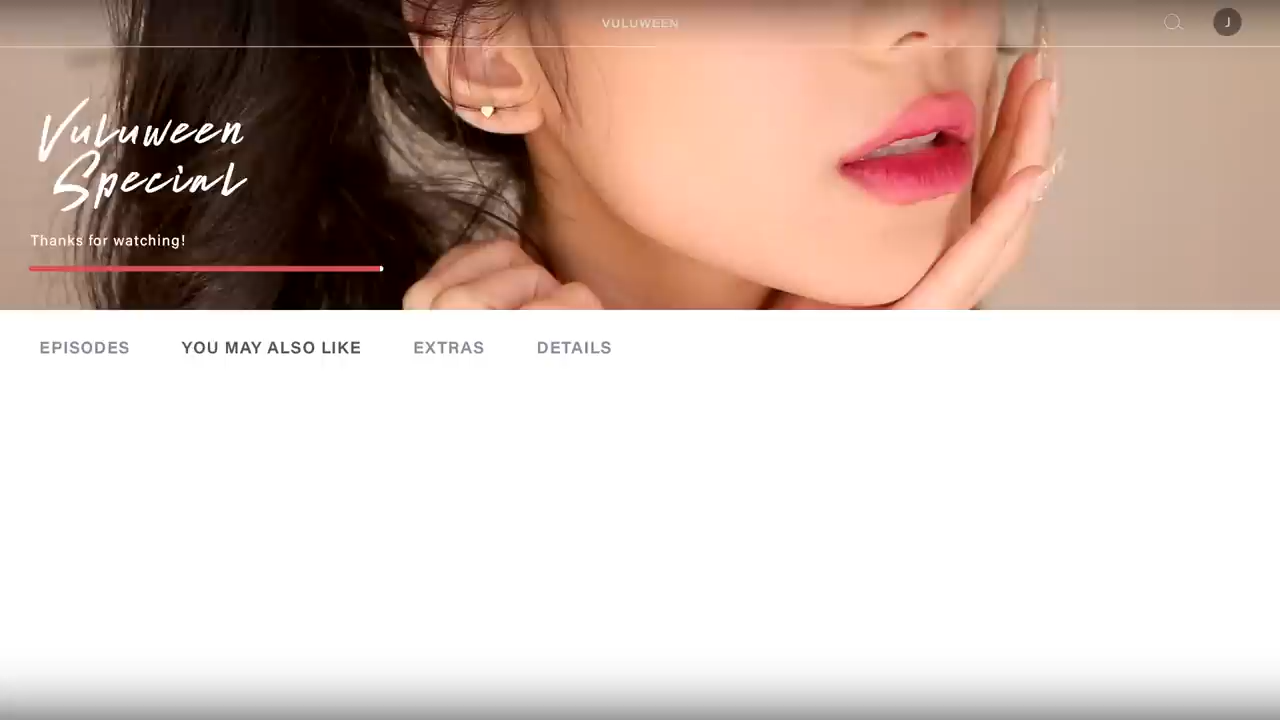 VULUWEEN
J
Vuluween
Special
Thanks for watching!
EPISODES YOU MAY ALSO LIKE EXTRAS DETAILS